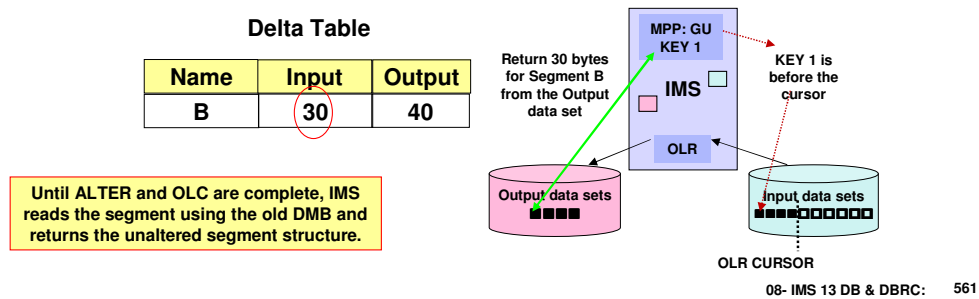 Delta Table
Name Input Output
B 30 40
Until ALTER and OLC are complete, IMS
reads the segment using the old DMB and
returns the unaltered segment structure.
Return 30 bytes
for Segment B
from the Output
data set
MPP: GU
KEY 1
IMS
OLR
KEY 1 is
before the
cursor
Output data sets
Input data sets
OLR CURSOR
08- IMS 13 DB & DBRC: 561